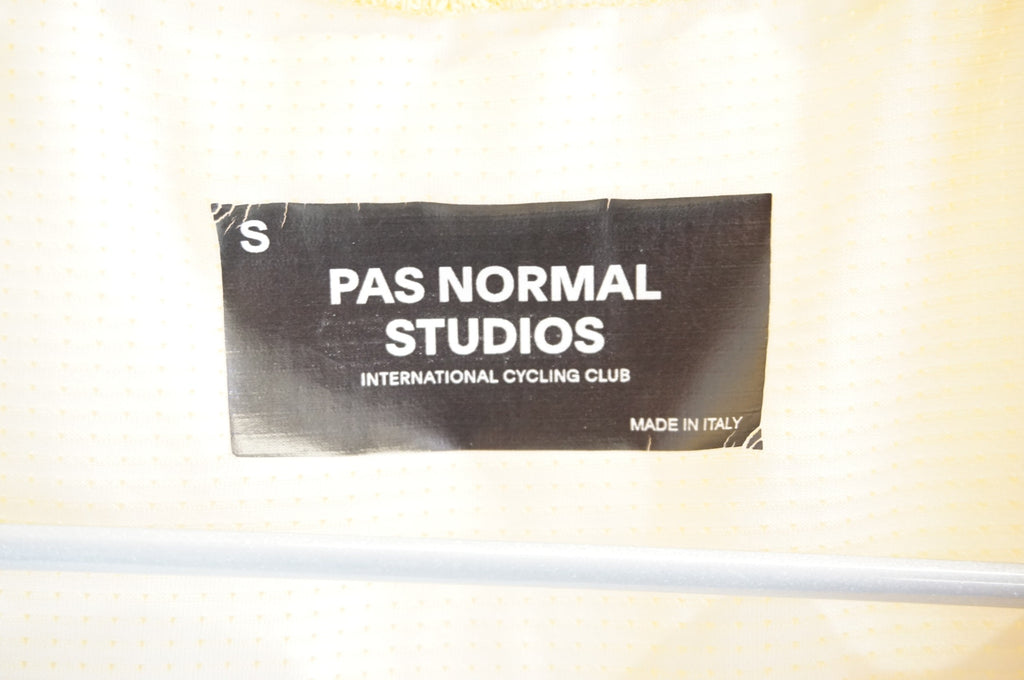 S
PAS NORMAL
STUDIOS
INTERNATIONAL CYCLING CLUB
MADE IN ITALY